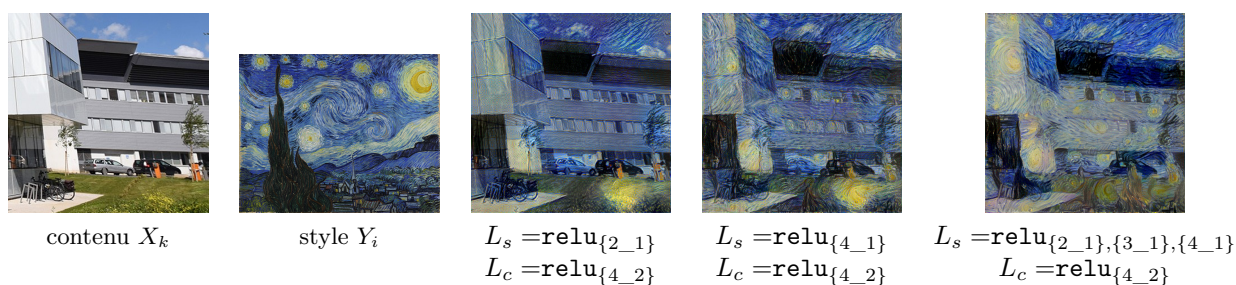 contenu X_k
style Y_i
L_s =relu_{2_1}
L_c =relu_{4_2}
L_s =relu_{4_1}
L_c =relu_{4_2}
L_s =relu_{2_1},{3_1},{4_1}
L_c =relu_{4_2}